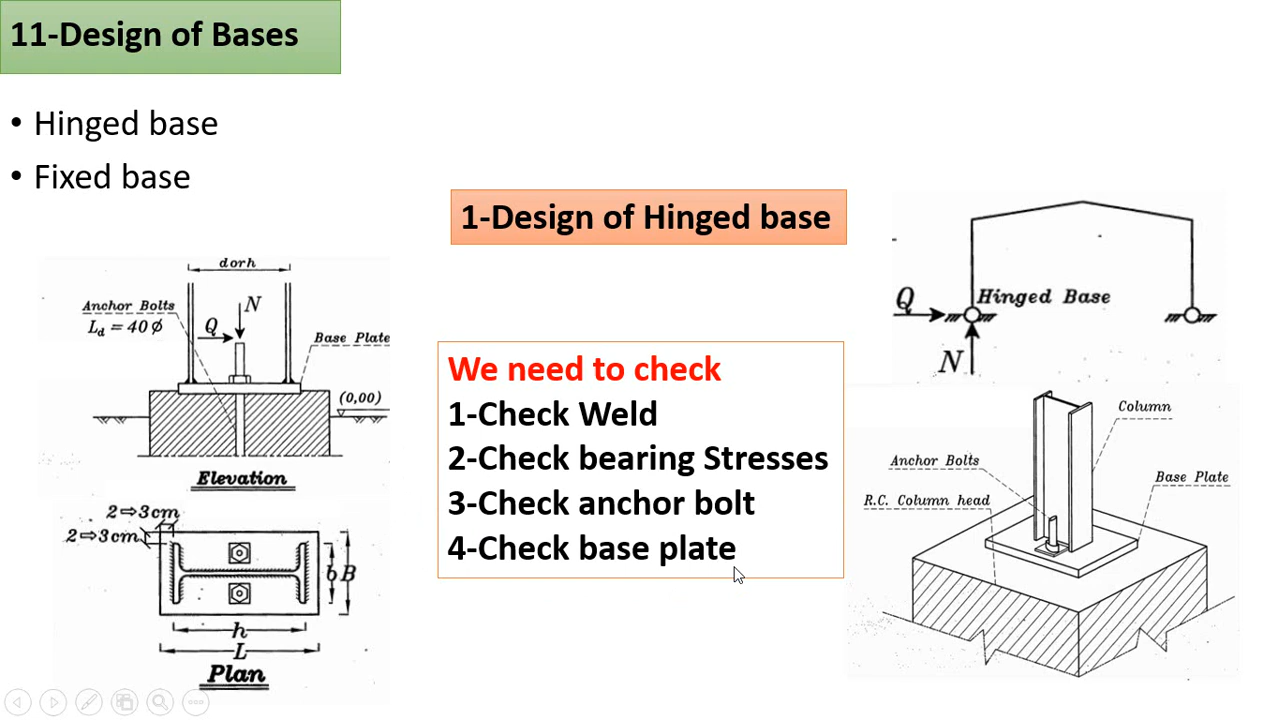 11-Design of Bases
• Hinged base
• Fixed base
1-Design of Hinged base
We need to check
1-Check Weld
2-Check bearing Stresses
3-Check anchor bolt
4-Check base plate
d or h
Anchor Bolts
Ld = 40 ϕ
N
Q
Base Plate
(0,00)
Elevation
2⇒3cm
2⇒3cm
b
B
h
L
Plan
Q
Hinged Base
N
Column
Anchor Bolts
Base Plate
R.C. Column head